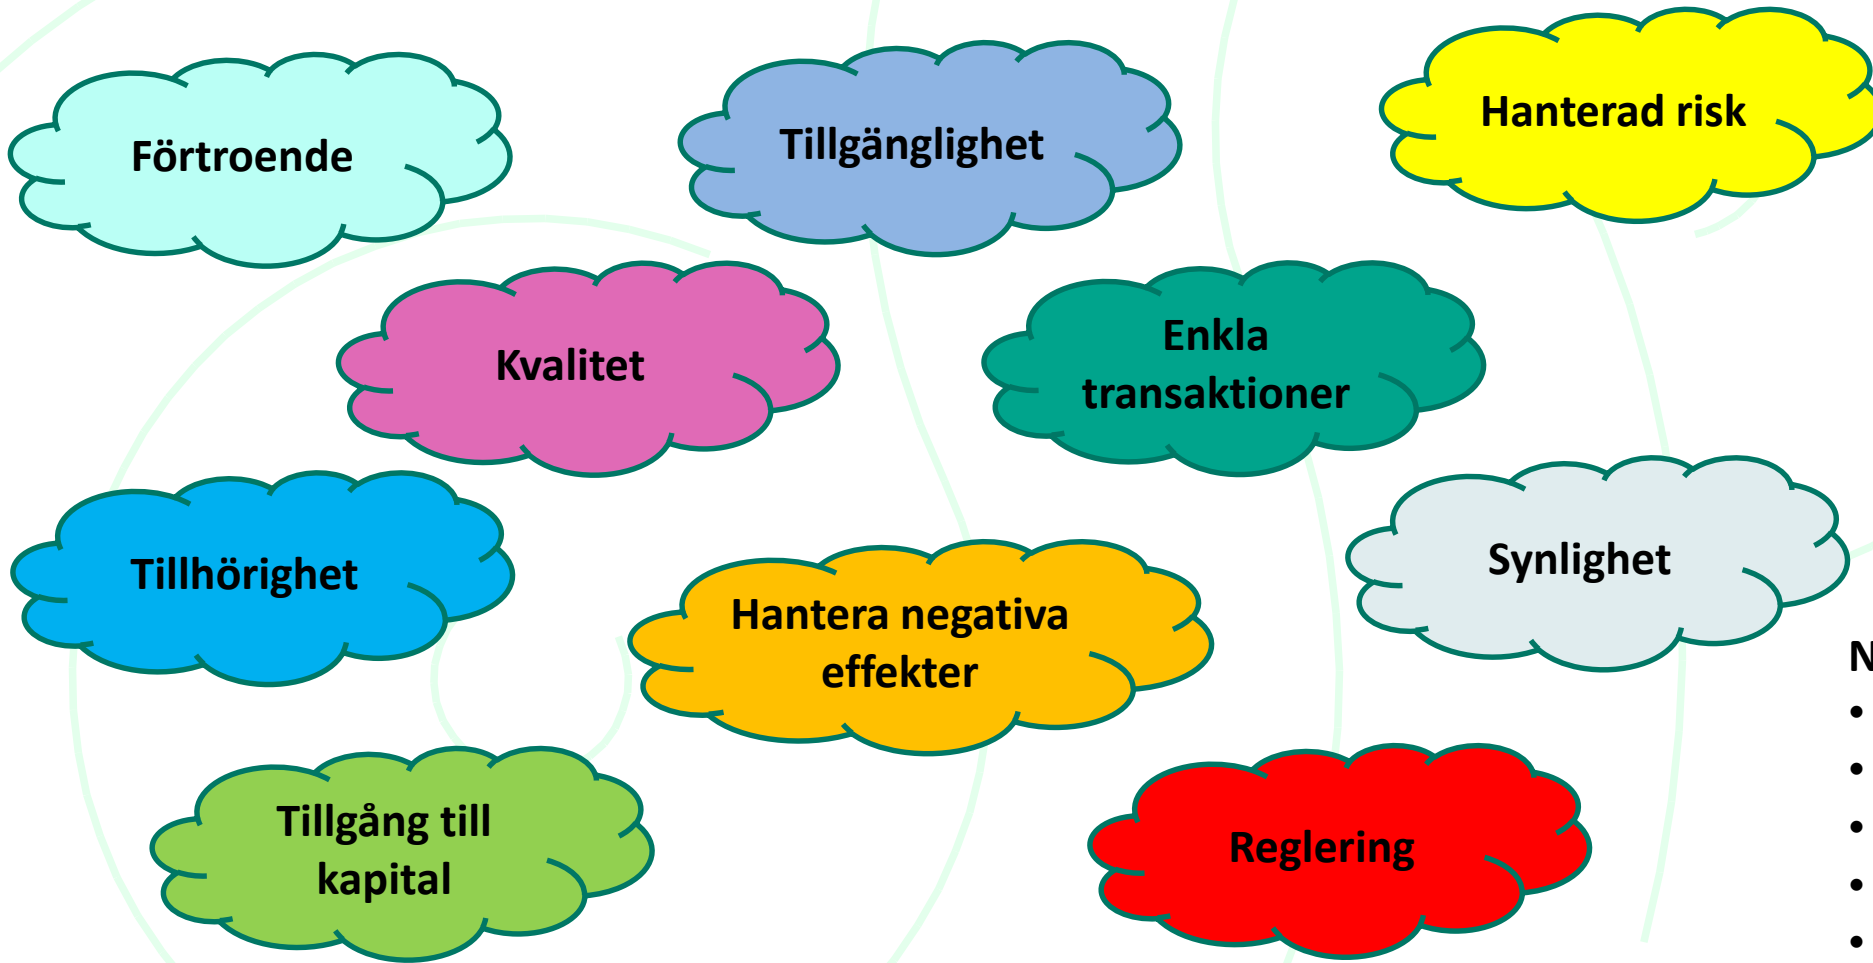 Förtroende
Tillgänglighet
Hanterad risk
Kvalitet
Enkla
transaktioner
Tillhörighet
Hantera negativa
effekter
Synlighet
Tillgång till
kapital
Reglering
N
•
•
•
•
•